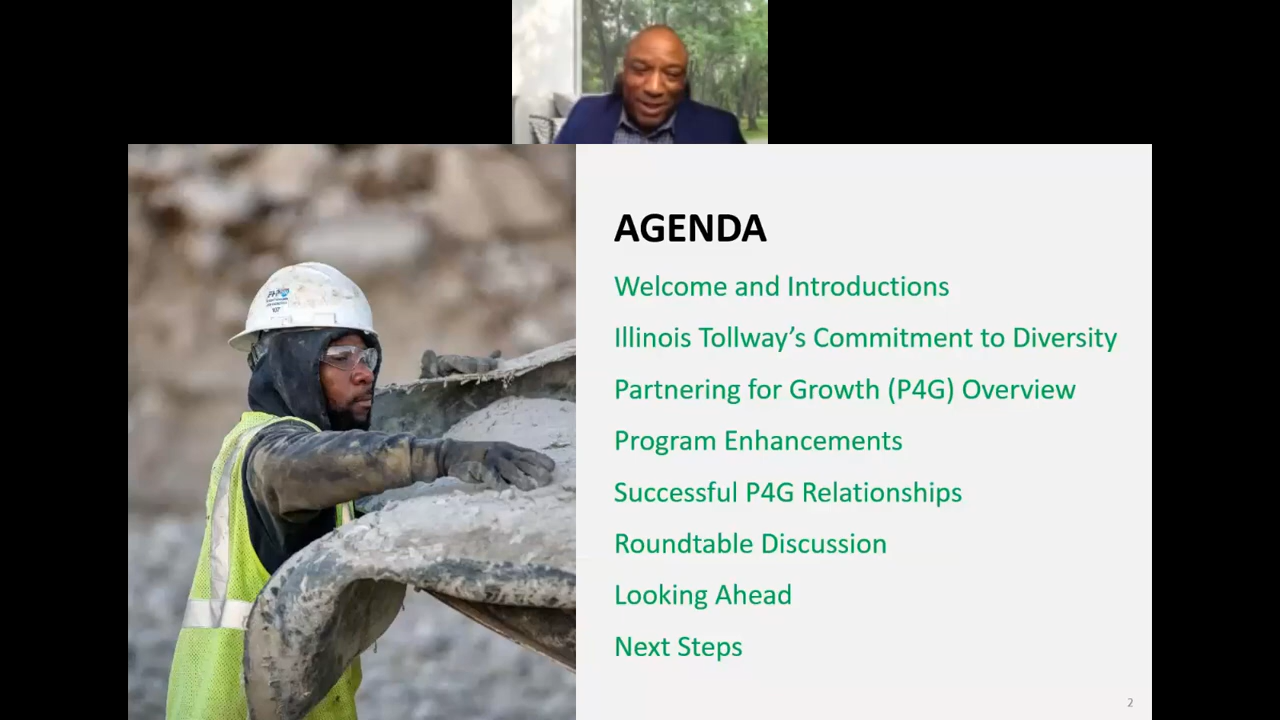 AGENDA
Welcome and Introductions
Illinois Tollway’s Commitment to Diversity
Partnering for Growth (P4G) Overview
Program Enhancements
Successful P4G Relationships
Roundtable Discussion
Looking Ahead
Next Steps
2